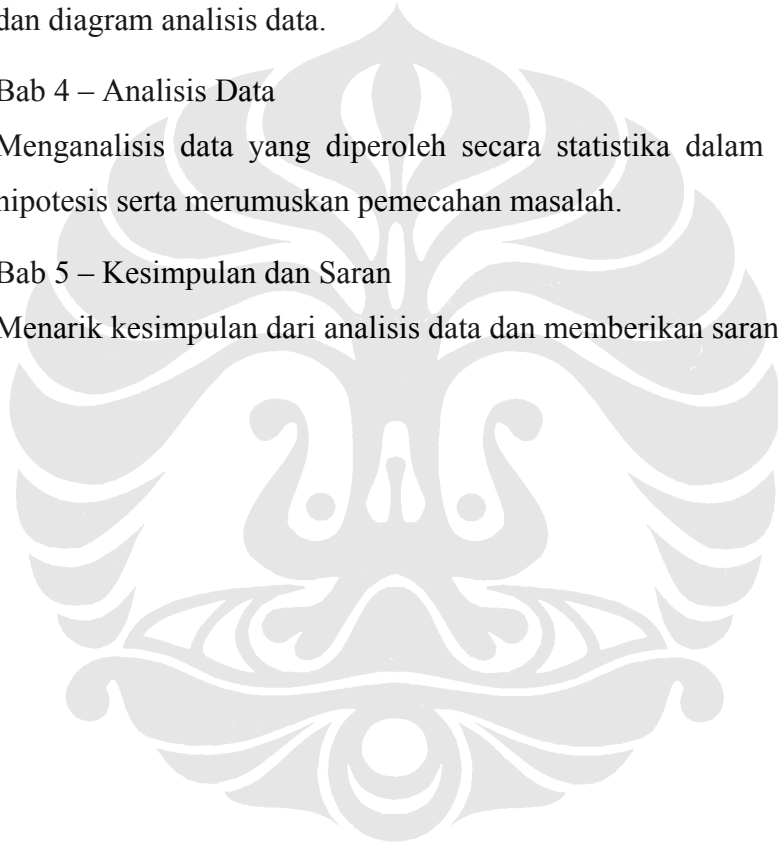 dan diagram analisis data.
Bab 4 – Analisis Data
Menganalisis data yang diperoleh secara statistika dalam
hipotesis serta merumuskan pemecahan masalah.
Bab 5 – Kesimpulan dan Saran
Menarik kesimpulan dari analisis data dan memberikan saran